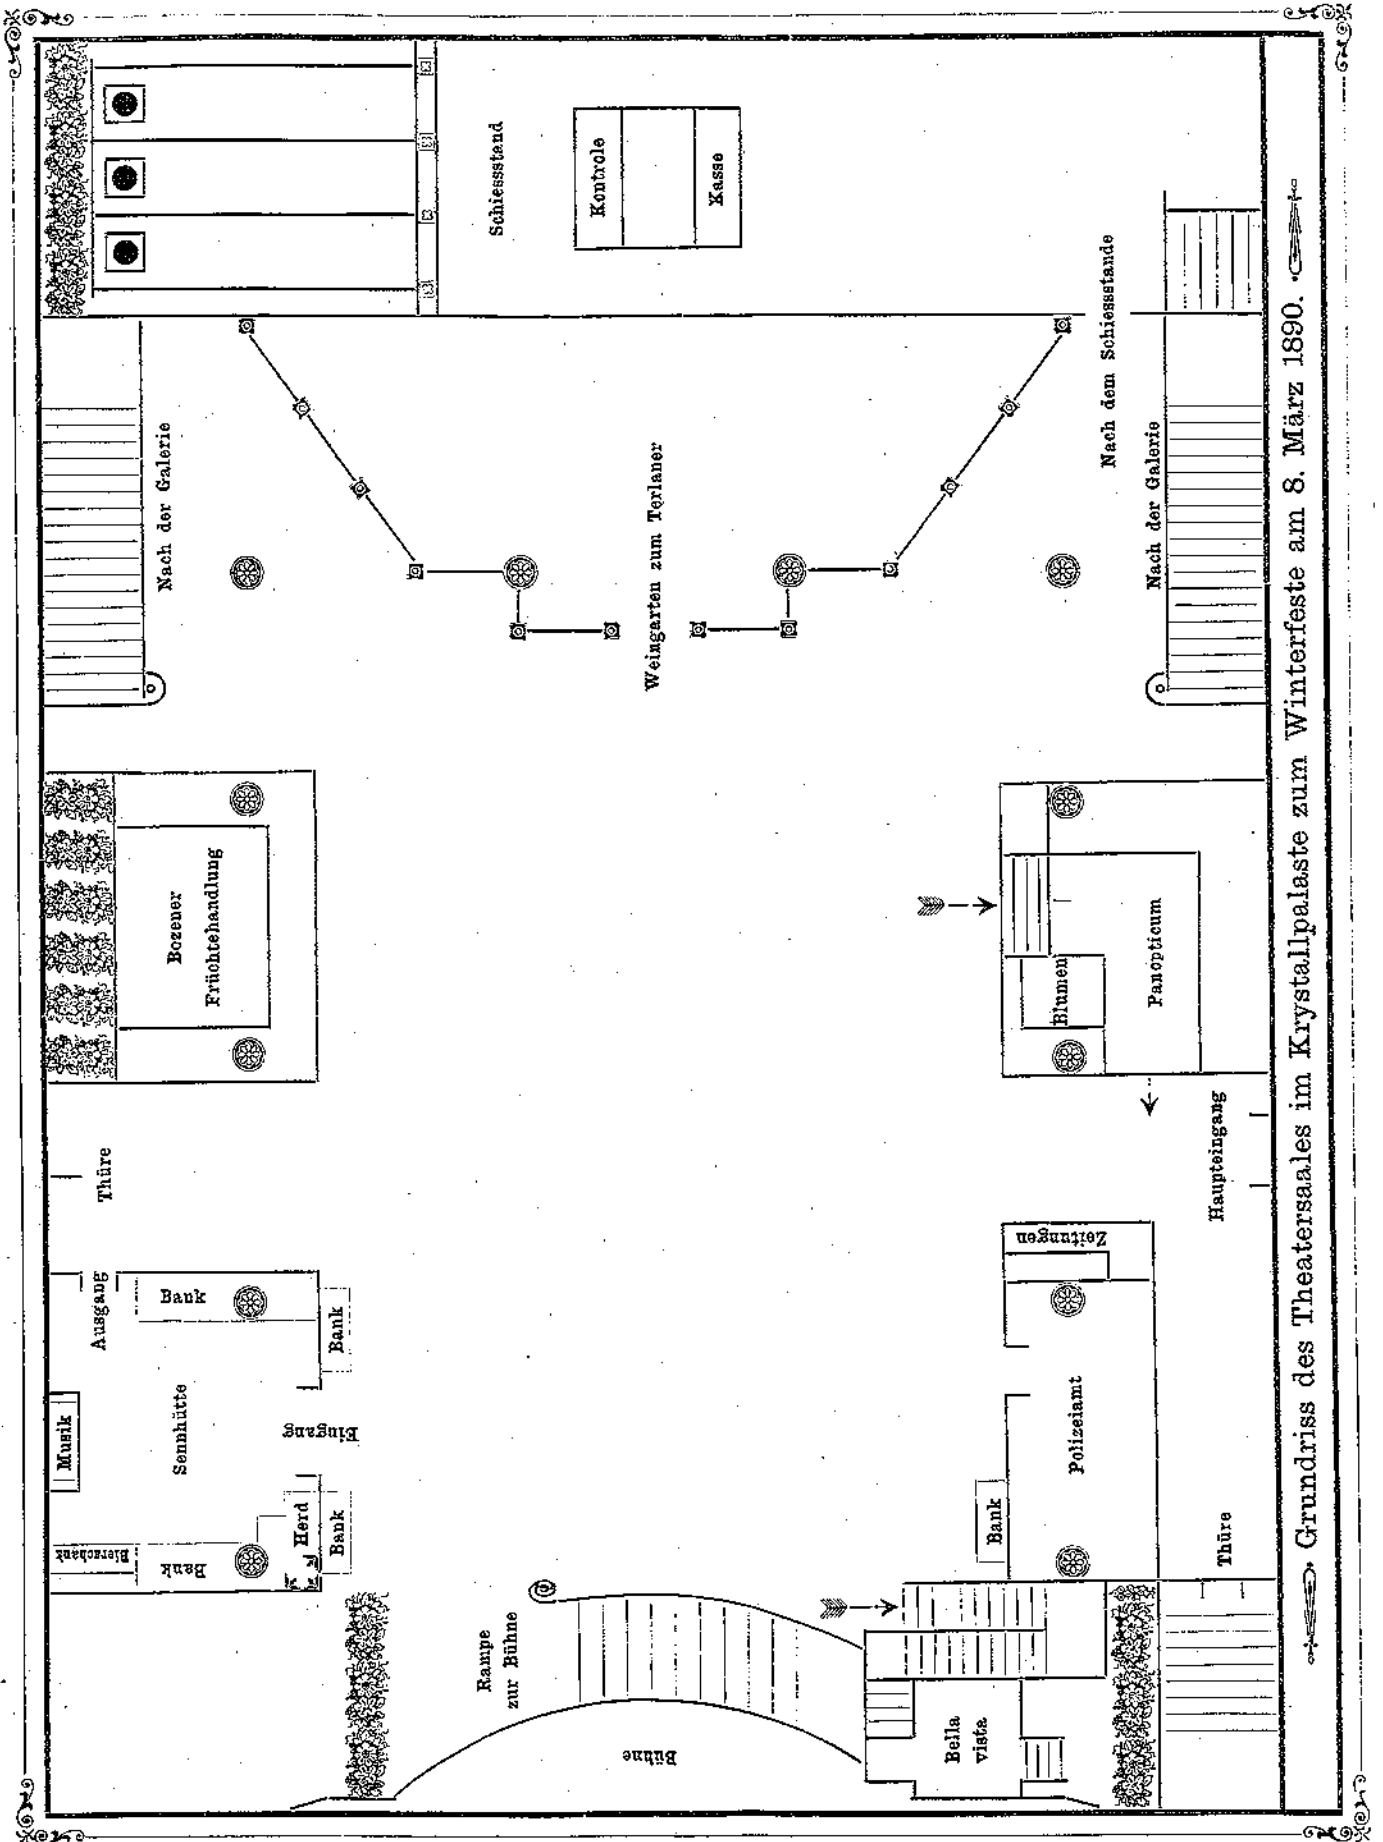 Schiessstand
Kontrole
Kasse
Nach der Galerie
Weingarten zum Terlaner
Nach dem Schiessstande
Nach der Galerie
Bozener
Früchtehandlung
Blumen
Panopticum
Thüre
Haupteingang
Ausgang
Bank
Bank
Zeitungen
Musik
Sennhütte
Eingang
Polizeiamt
Bierschank
Bank
Herd
Bank
Bank
Thüre
Rampe
zur Bühne
Bühne
Bella
vista
Grundriss des Theatersaales im Krystallpalaste zum Winterfeste am 8. März 1890.